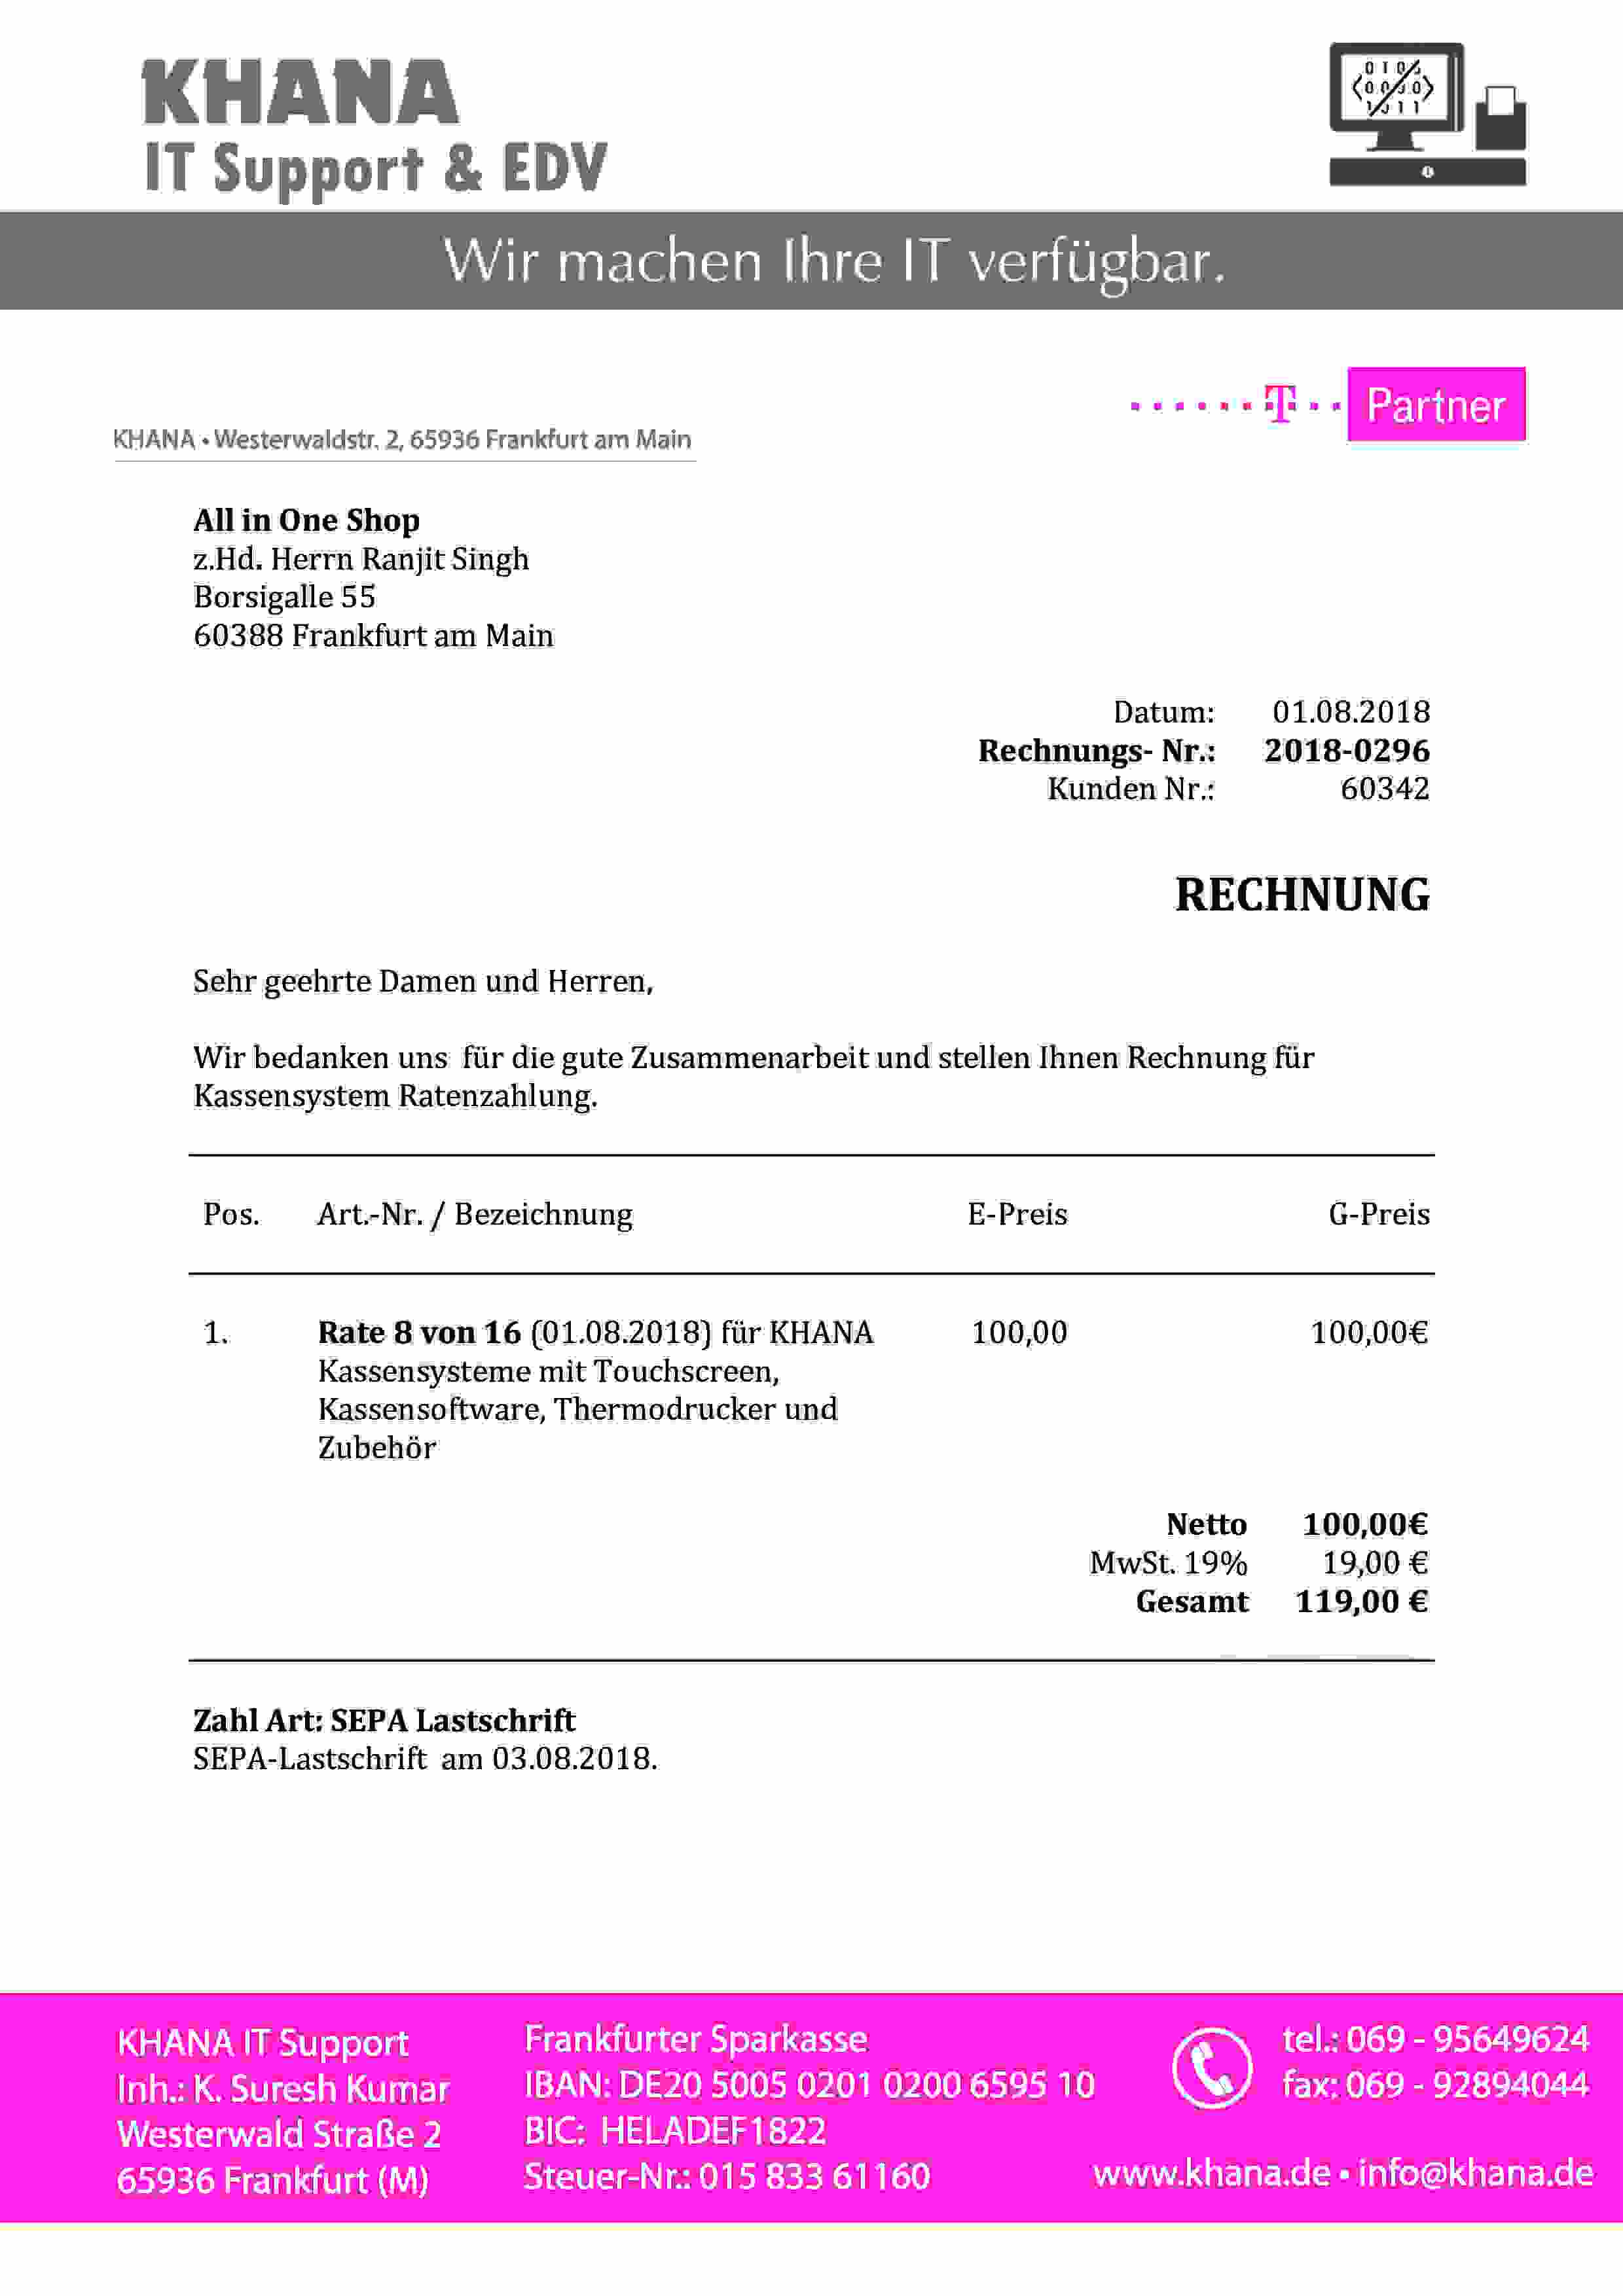 KHANA
IT Support & EDV
Wir machen Ihre IT verfügbar.
T Partner
KHANA • Westerwaldstr. 2, 65936 Frankfurt am Main
All in One Shop
z.Hd. Herrn Ranjit Singh
Borsigalle 55
60388 Frankfurt am Main
Datum: 01.08.2018
Rechnungs- Nr.: 2018-0296
Kunden Nr.: 60342
RECHNUNG
Sehr geehrte Damen und Herren,
Wir bedanken uns für die gute Zusammenarbeit und stellen Ihnen Rechnung für
Kassensystem Ratenzahlung.
Pos. Art.-Nr. / Bezeichnung E-Preis G-Preis
1. Rate 8 von 16 (01.08.2018) für KHANA 100,00 100,00€
Kassensysteme mit Touchscreen,
Kassensoftware, Thermodrucker und
Zubehör
Netto 100,00€
MwSt. 19% 19,00 €
Gesamt 119,00 €
Zahl Art: SEPA Lastschrift
SEPA-Lastschrift am 03.08.2018.
KHANA IT Support
Inh.: K. Suresh Kumar
Westerwald Straße 2
65936 Frankfurt (M)
Frankfurter Sparkasse
IBAN: DE20 5005 0201 0200 6595 10
BIC: HELADEF1822
Steuer-Nr.: 015 833 61160
tel.: 069 - 95649624
fax: 069 - 92894044
www.khana.de • info@khana.de